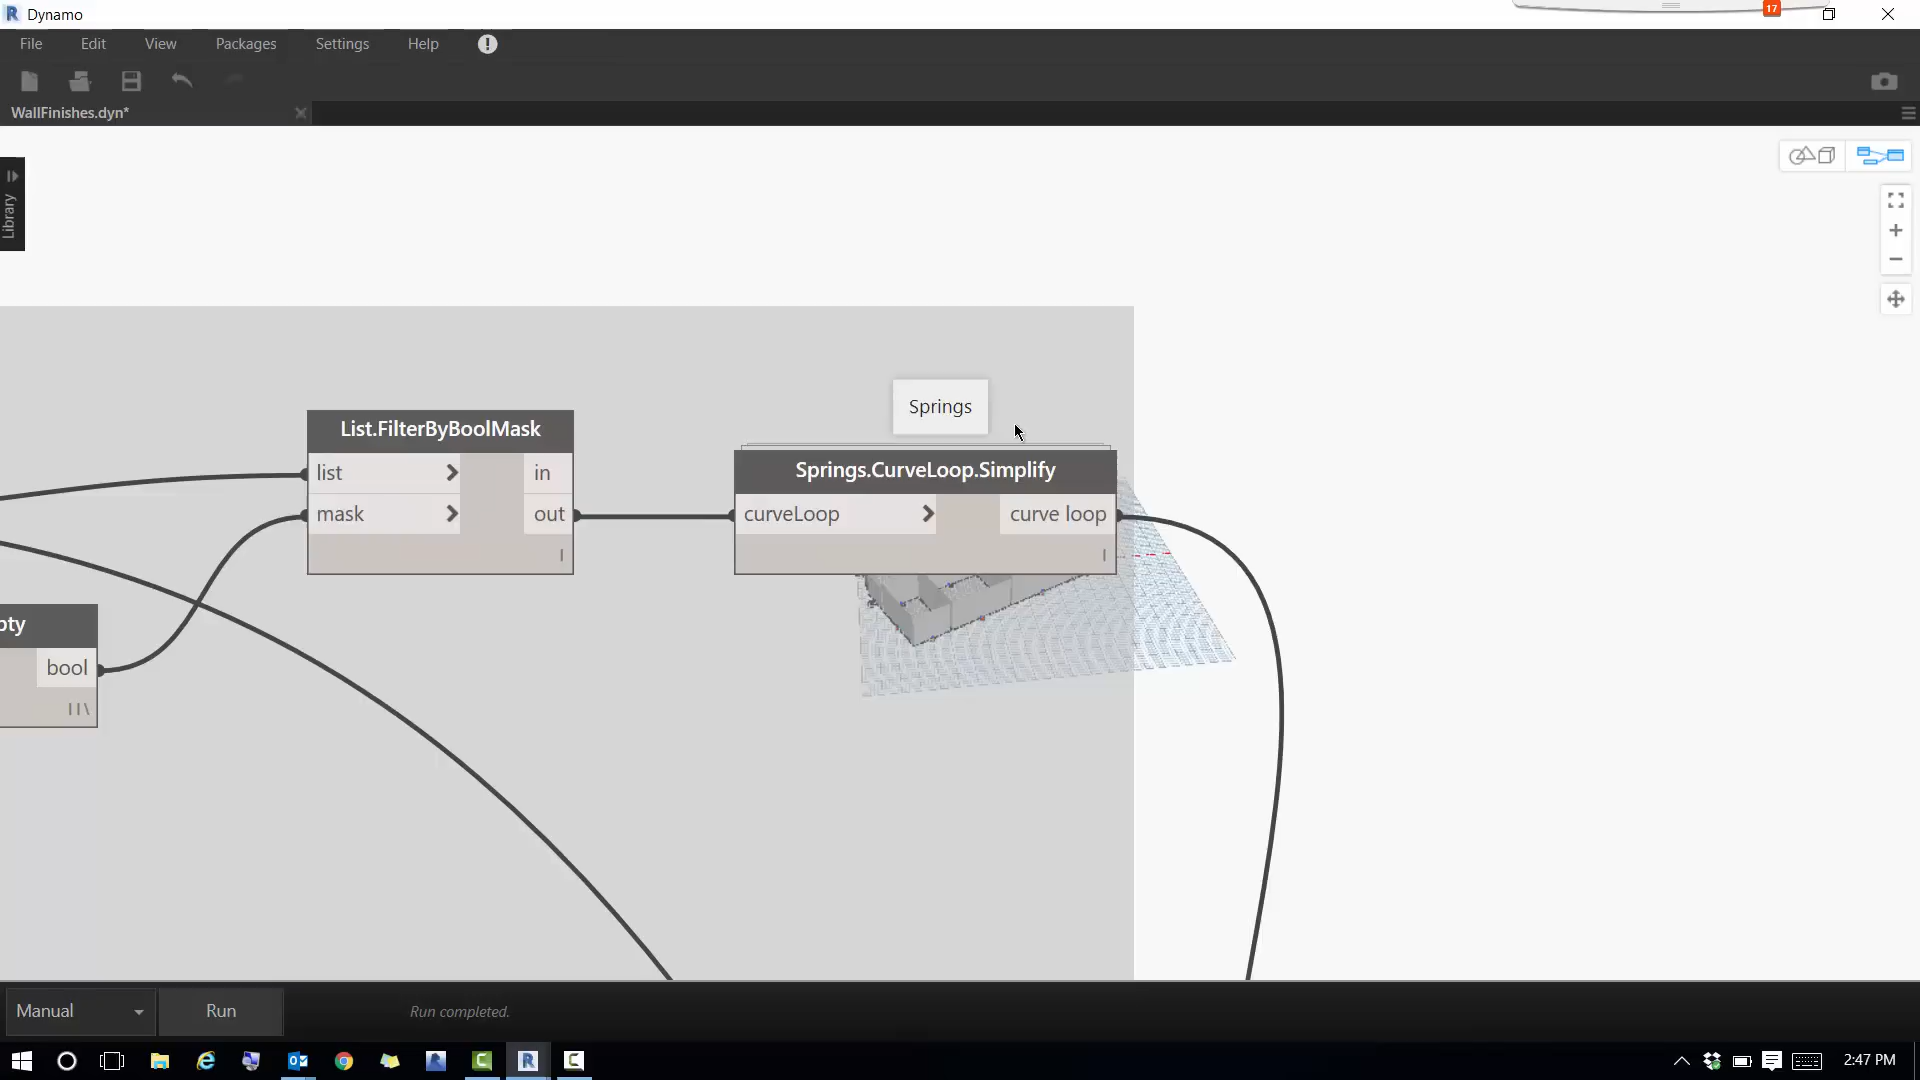 Dynamo
17
File Edit View Packages Settings Help
WallFinishes.dyn*
Library
Springs
List.FilterByBoolMask
list in
mask out
Springs.CurveLoop.Simplify
curveLoop curve loop
pty
bool
Manual Run Run completed.
2:47 PM